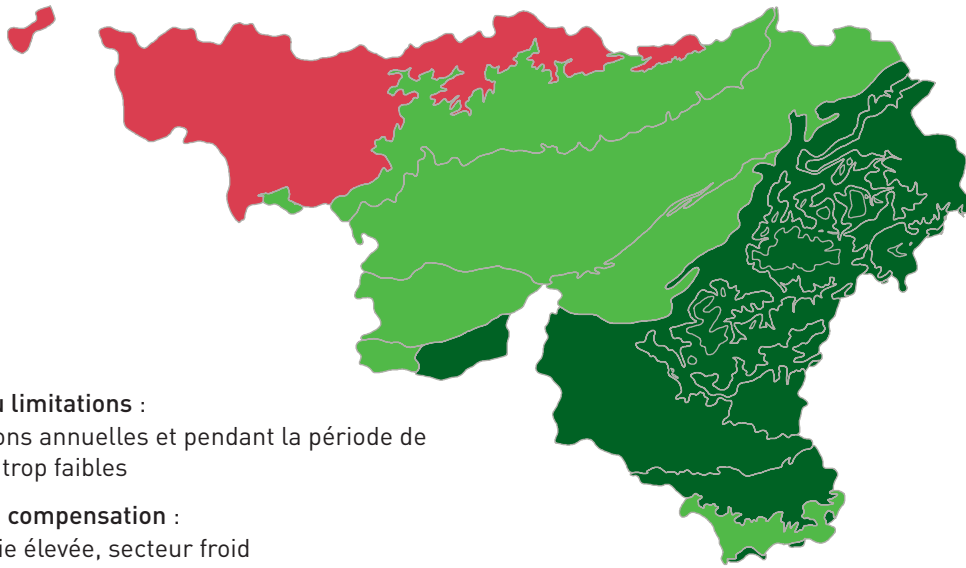 u limitations :
ons annuelles et pendant la période de
trop faibles
compensation :
ie élevée, secteur froid